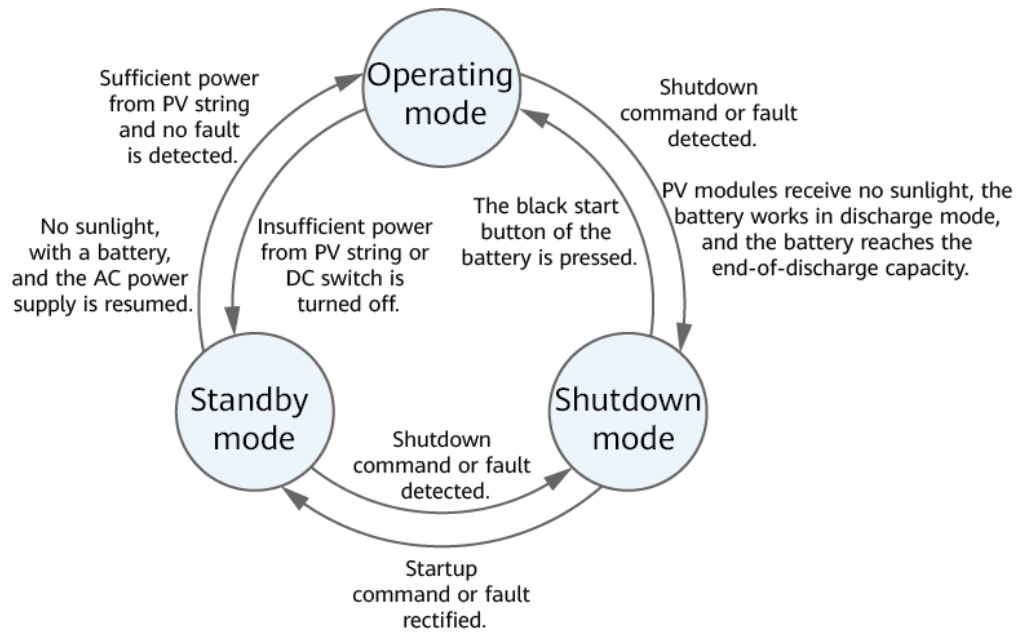 Operating
mode
Sufficient power
from PV string
and no fault
is detected.
Shutdown
command or fault
detected.
No sunlight,
with a battery,
and the AC power
supply is resumed.
Insufficient power
from PV string or
DC switch is
turned off.
The black start
button of the
battery is pressed.
PV modules receive no sunlight, the
battery works in discharge mode,
and the battery reaches the
end-of-discharge capacity.
Standby
mode
Shutdown
mode
Shutdown
command or fault
detected.
Startup
command or fault
rectified.